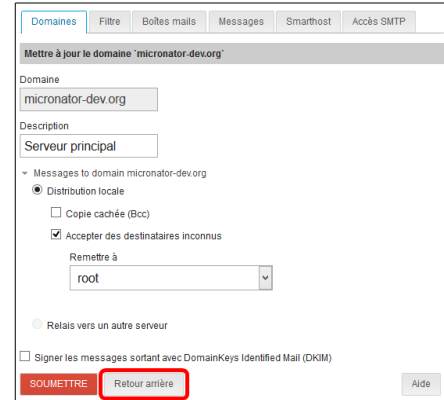 Domaines Filtre Boîtes mails Messages Smarthost Accès SMTP
Mettre à jour le domaine `micronator-dev.org`
Domaine
micronator-dev.org
Description
Serveur principal
Messages to domain micronator-dev.org
Distribution locale
Copie cachée (Bcc)
Accepter des destinataires inconnus
Remettre à
root
Relais vers un autre serveur
Signer les messages sortant avec DomainKeys Identified Mail (DKIM)
SOUMETTRE Retour arrière Aide